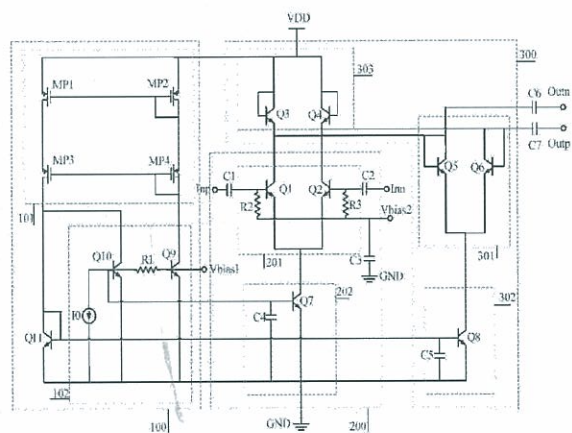 VDD
300
303
MP1
MP2
Q3
Q4
C6
Outn
C7
Outp
MP3
MP4
Q5
Q6
Inp
C1
Q1
Q2
C2
Inn
R2
R3
Vbias2
101
Q10
R1
Q9
Vbias1
201
C3
GND
301
I0
Q7
202
302
C4
Q11
Q8
C5
102
100
GND
200